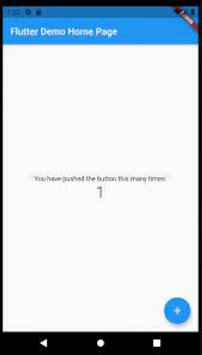 Flutter Demo Home Page
You have pushed the button this many times:
1